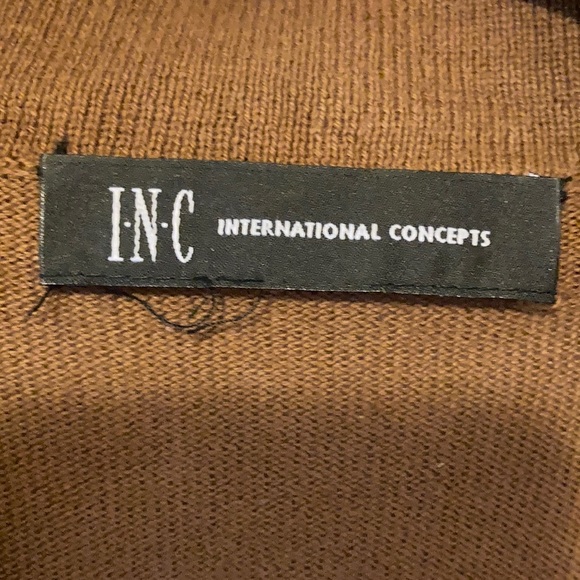 I·N·C INTERNATIONAL CONCEPTS